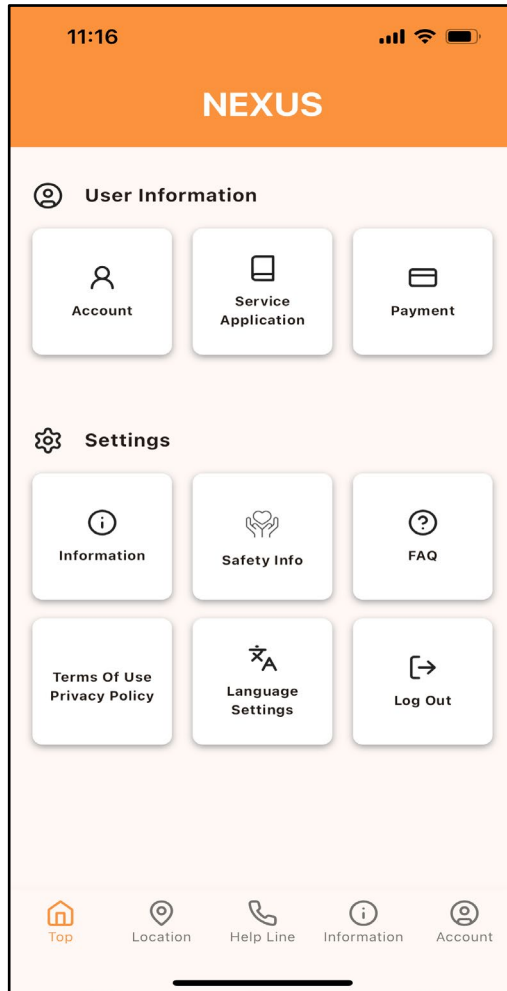 11:16
NEXUS
User Information
Account
Service
Application
Payment
Settings
Information
Safety Info
FAQ
Terms Of Use
Privacy Policy
Language
Settings
Log Out
Top
Location
Help Line
Information
Account